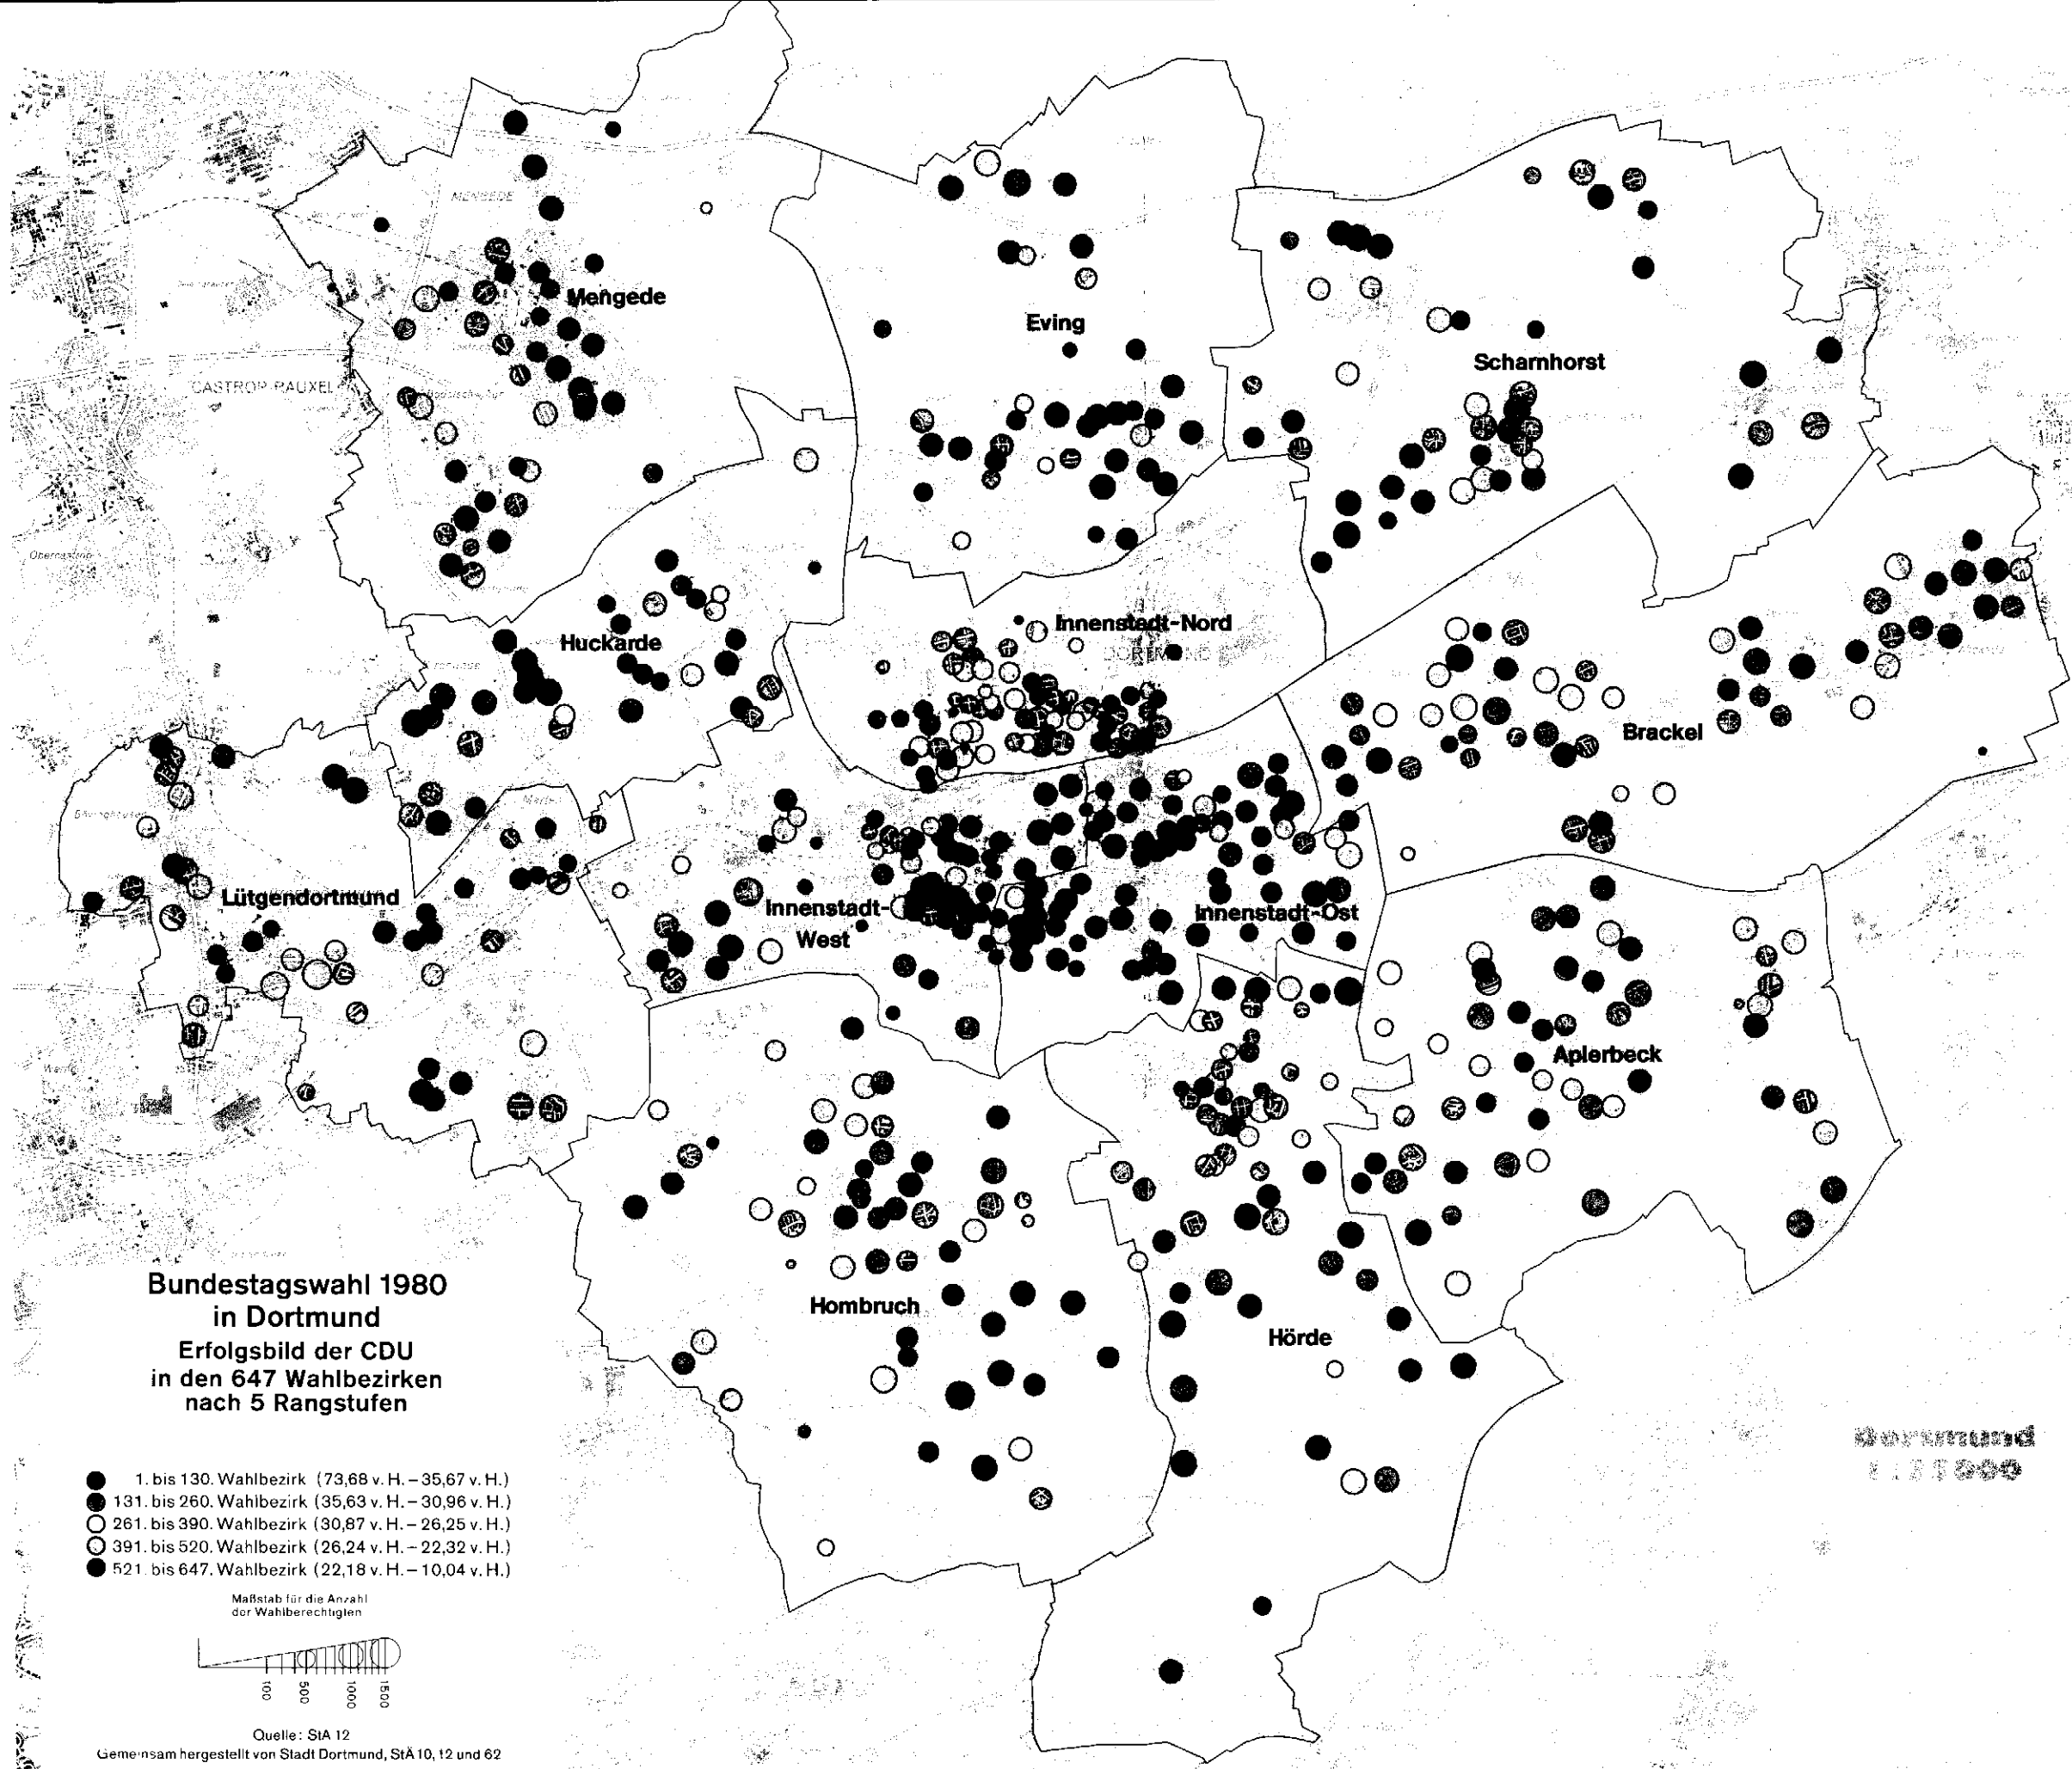 MENGEDE
Mengede
Eving
Scharnhorst
CASTROP-RAUXEL
Innenstadt-Nord
DORTMUND
Huckarde
Brackel
Lütgendortmund
Innenstadt-
West
Innenstadt-Ost
Aplerbeck
Hombruch
Hörde
Bundestagswahl 1980
in Dortmund
Erfolgsbild der CDU
in den 647 Wahlbezirken
nach 5 Rangstufen
1. bis 130. Wahlbezirk (73,68 v. H. – 35,67 v. H.)
131. bis 260. Wahlbezirk (35,63 v. H. – 30,96 v. H.)
261. bis 390. Wahlbezirk (30,87 v. H. – 26,25 v. H.)
391. bis 520. Wahlbezirk (26,24 v. H. – 22,32 v. H.)
521. bis 647. Wahlbezirk (22,18 v. H. – 10,04 v. H.)
Maßstab für die Anzahl
der Wahlberechtigten
100 500 1000 1500
Quelle: StA 12
Gemeinsam hergestellt von Stadt Dortmund, StÄ 10, 12 und 62
Dortmund